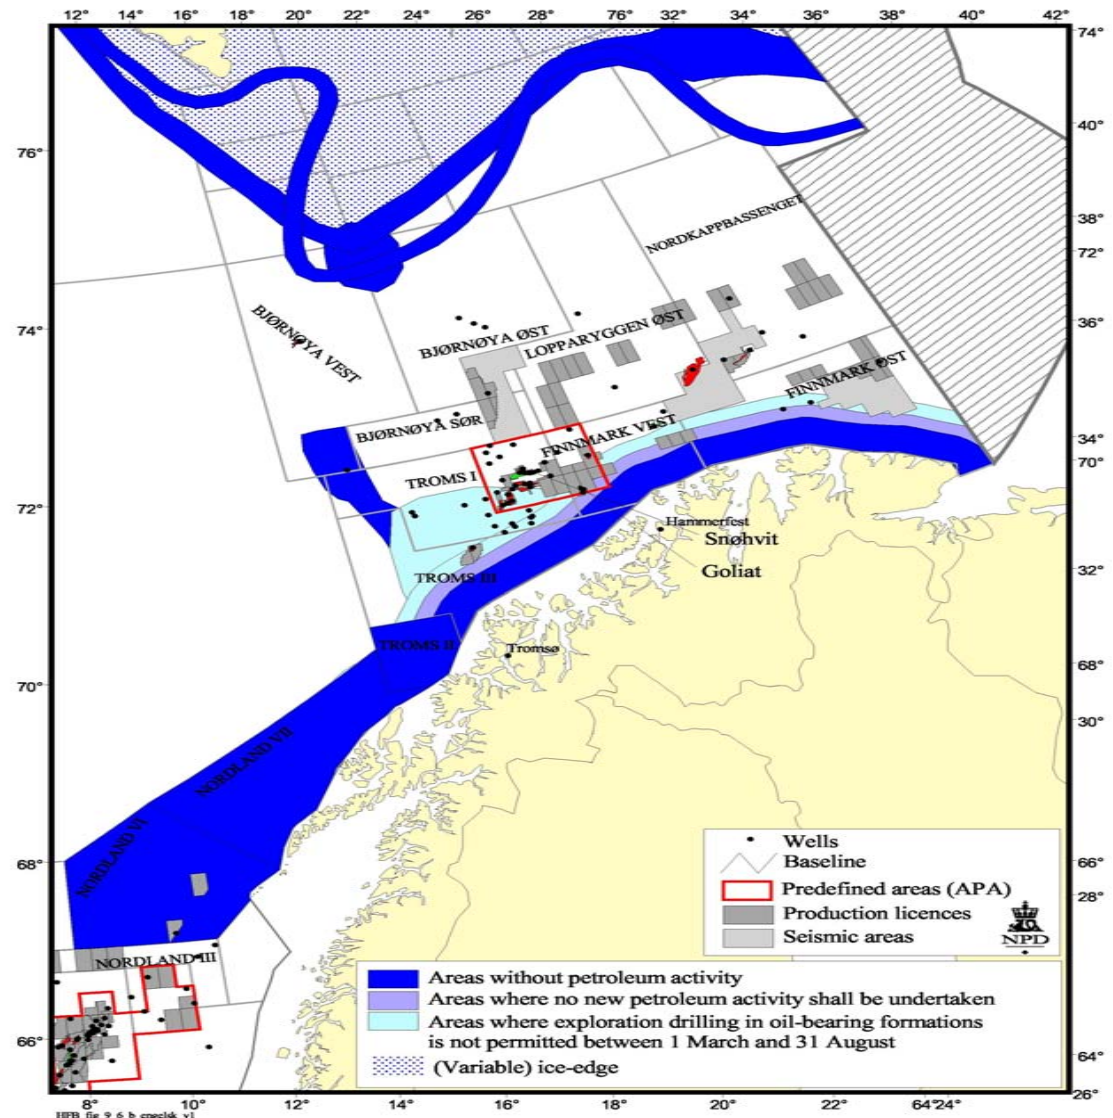 12° 14° 16° 20° 24° 26° 28° 76° 32° 34° 36° 38° 40° 42°
74°
40°
76°
38°
72°
NORDKAPPBASSENGET
36°
74°
BJØRNØYA VEST
BJØRNØYA ØST
LOPPARYGGEN ØST
FINNMARK ØST
BJØRNØYA SØR
FINNMARK VEST
34°
70°
TROMS I
72°
Hammerfest
Snøhvit
Goliat
32°
TROMS III
TROMS II
Tromsø
68°
70°
30°
NORDLAND VII
NORDLAND VI
Wells
Baseline
66°
68°
Predefined areas (APA)
28°
Production licences
Seismic areas
NPD
NORDLAND III
Areas without petroleum activity
Areas where no new petroleum activity shall be undertaken
Areas where exploration drilling in oil-bearing formations
is not permitted between 1 March and 31 August
66°
64°
(Variable) ice-edge
26°
8° 10° 12° 14° 16° 18° 20° 22° 64°24°
HFB_fig_9_6_b_engelsk_v1